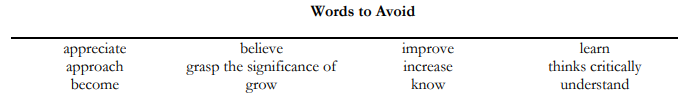 Words to Avoid
appreciate believe improve learn
approach grasp the significance of increase thinks critically
become grow know understand